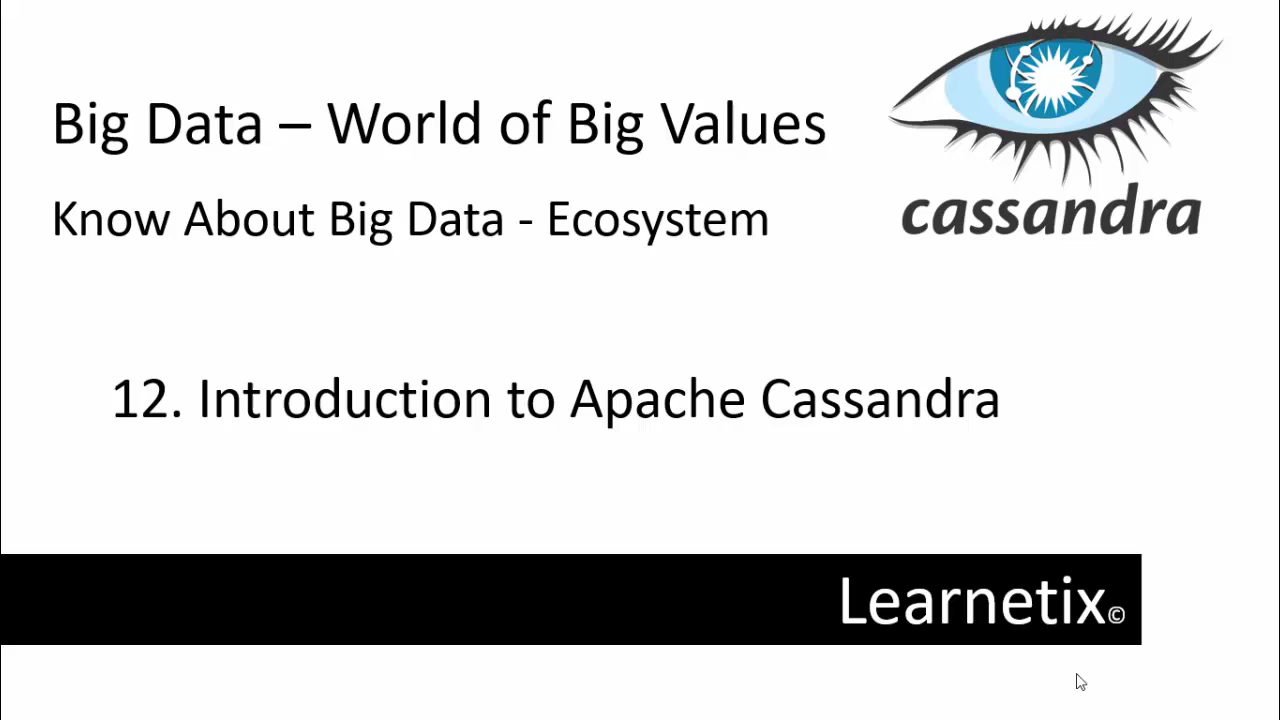 Big Data – World of Big Values
Know About Big Data - Ecosystem
cassandra
12. Introduction to Apache Cassandra
Learnetix©